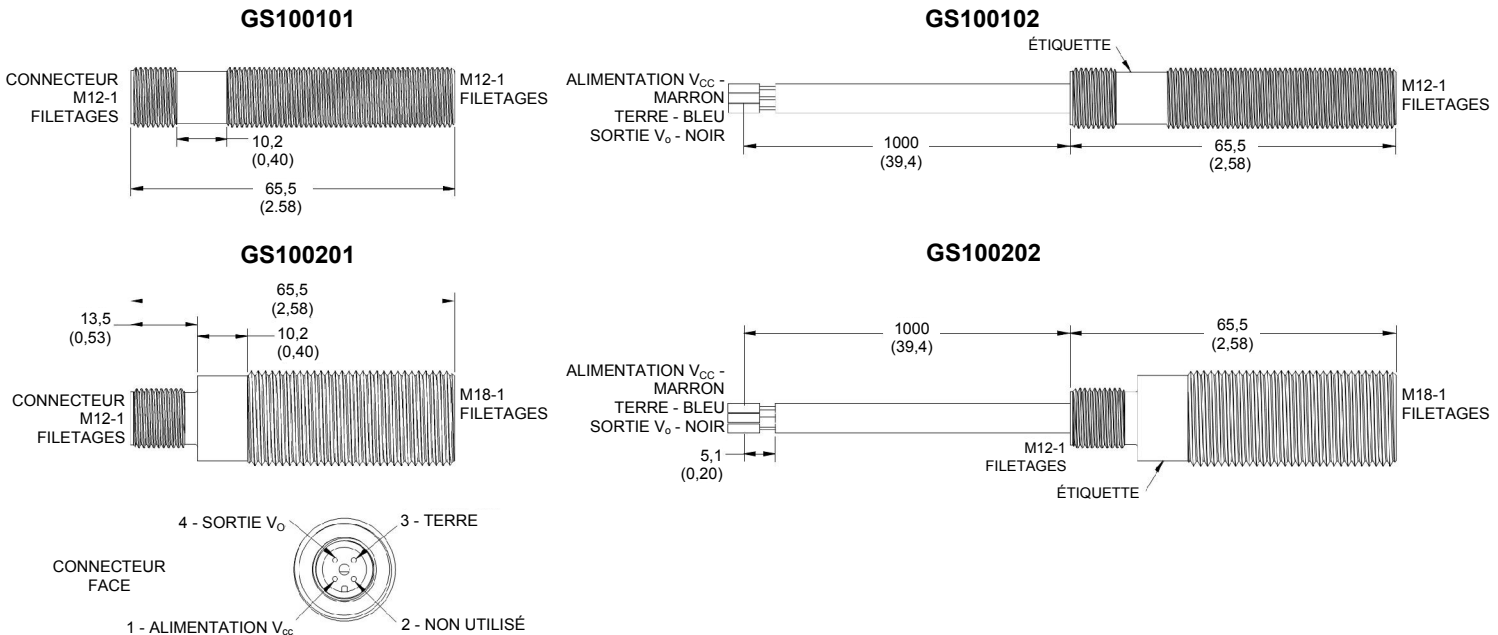 GS100101
CONNECTEUR
M12-1
FILETAGES
M12-1
FILETAGES
10,2
(0,40)
65,5
(2.58)
GS100102
ÉTIQUETTE
ALIMENTATION VCC -
MARRON
TERRE - BLEU
SORTIE Vo - NOIR
M12-1
FILETAGES
1000
(39,4)
65,5
(2,58)
GS100201
65,5
(2,58)
13,5
(0,53)
10,2
(0,40)
CONNECTEUR
M12-1
FILETAGES
M18-1
FILETAGES
GS100202
1000
(39,4)
65,5
(2,58)
ALIMENTATION VCC -
MARRON
TERRE - BLEU
SORTIE Vo - NOIR
M18-1
FILETAGES
5,1
(0,20)
M12-1
FILETAGES
ÉTIQUETTE
4 - SORTIE VO
3 - TERRE
CONNECTEUR
FACE
1 - ALIMENTATION Vcc
2 - NON UTILISÉ